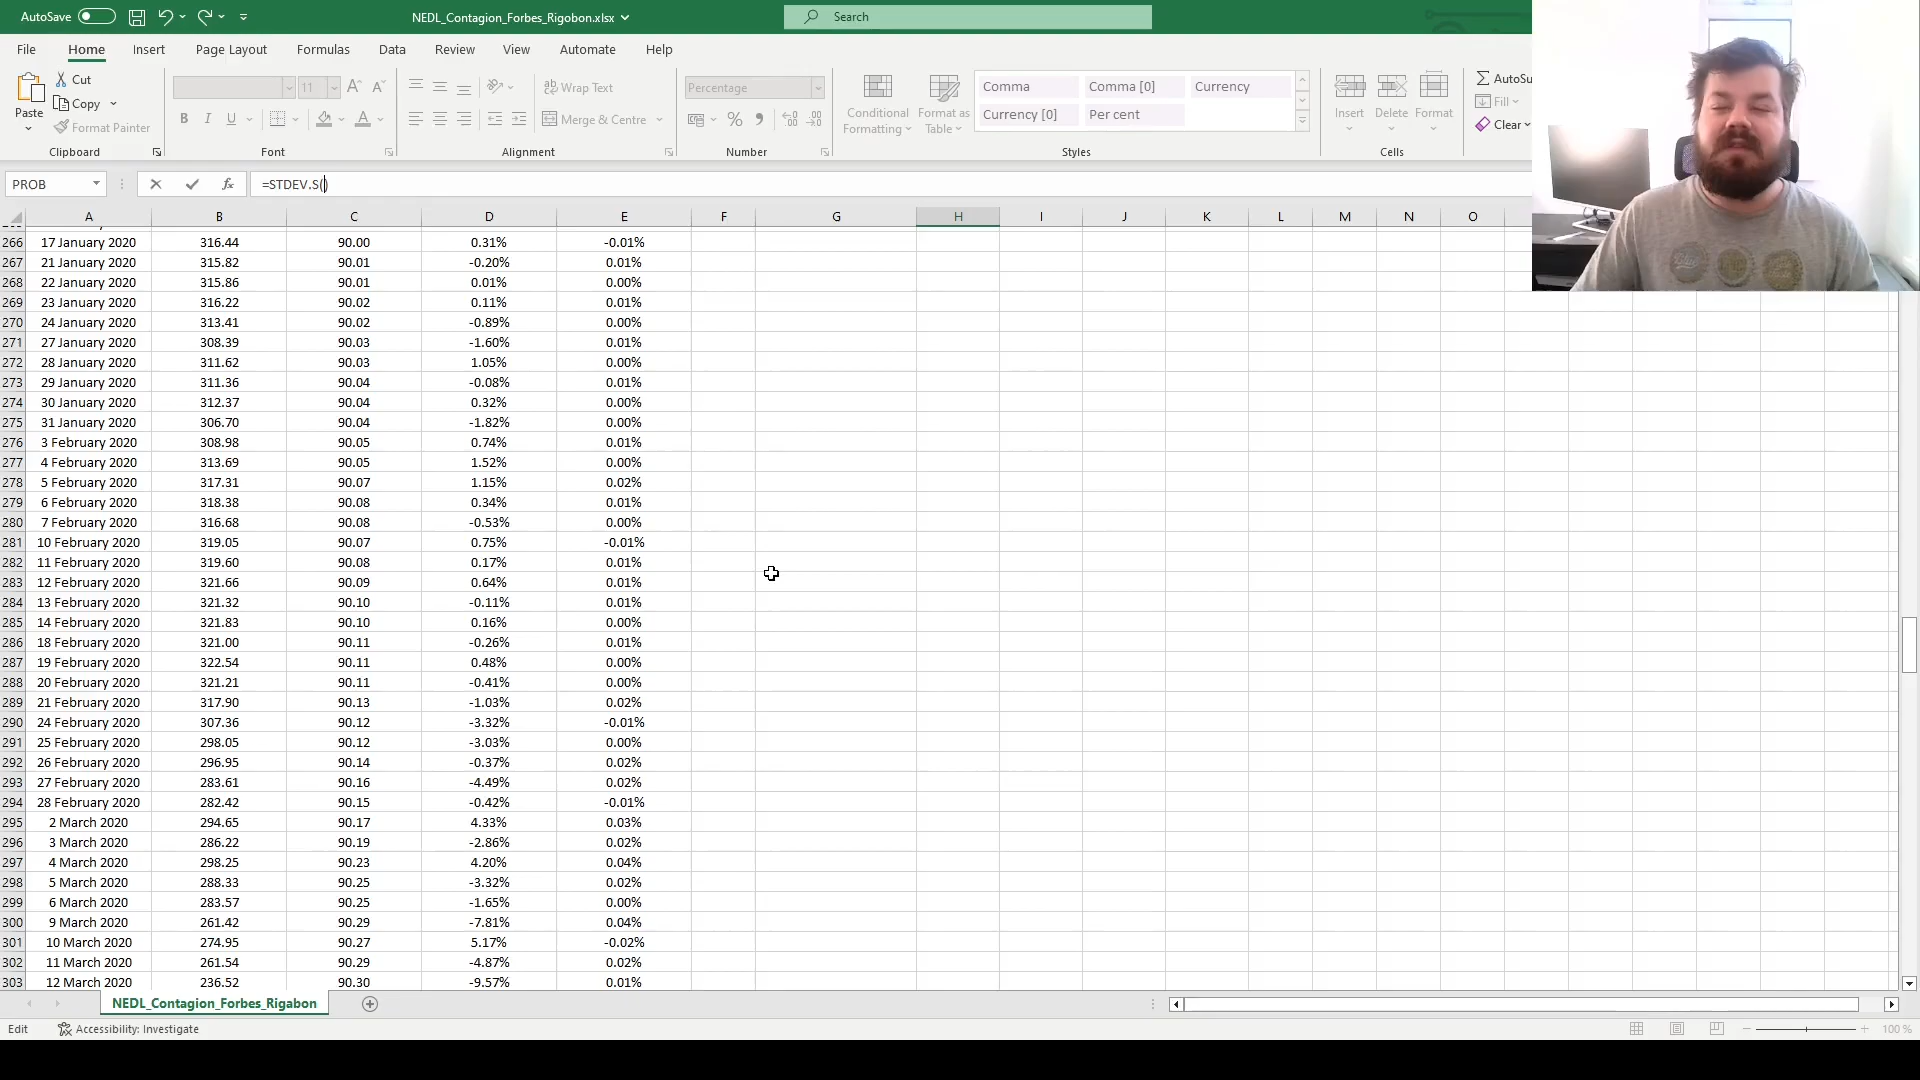 AutoSave
NEDL_Contagion_Forbes_Rigobon.xlsx
Search
File Home Insert Page Layout Formulas Data Review View Automate Help
Paste
Cut
Copy
Format Painter
Clipboard
11
Font
Wrap Text
Merge & Centre
Alignment
Percentage
Number
Conditional Formatting
Format as Table
Comma Comma [0] Currency
Currency [0] Per cent
Styles
Insert Delete Format
Cells
AutoSu
Fill
Clear
PROB
=STDEV.S()
A B C D E F G H I J K L M N O
266 17 January 2020 316.44 90.00 0.31% -0.01%
267 21 January 2020 315.82 90.01 -0.20% 0.01%
268 22 January 2020 315.86 90.01 0.01% 0.00%
269 23 January 2020 316.22 90.02 0.11% 0.01%
270 24 January 2020 313.41 90.02 -0.89% 0.00%
271 27 January 2020 308.39 90.03 -1.60% 0.01%
272 28 January 2020 311.62 90.03 1.05% 0.00%
273 29 January 2020 311.36 90.04 -0.08% 0.01%
274 30 January 2020 312.37 90.04 0.32% 0.00%
275 31 January 2020 306.70 90.04 -1.82% 0.00%
276 3 February 2020 308.98 90.05 0.74% 0.01%
277 4 February 2020 313.69 90.05 1.52% 0.00%
278 5 February 2020 317.31 90.07 1.15% 0.02%
279 6 February 2020 318.38 90.08 0.34% 0.01%
280 7 February 2020 316.68 90.08 -0.53% 0.00%
281 10 February 2020 319.05 90.07 0.75% -0.01%
282 11 February 2020 319.60 90.08 0.17% 0.01%
283 12 February 2020 321.66 90.09 0.64% 0.01%
284 13 February 2020 321.32 90.10 -0.11% 0.01%
285 14 February 2020 321.83 90.10 0.16% 0.00%
286 18 February 2020 321.00 90.11 -0.26% 0.01%
287 19 February 2020 322.54 90.11 0.48% 0.00%
288 20 February 2020 321.21 90.11 -0.41% 0.00%
289 21 February 2020 317.90 90.13 -1.03% 0.02%
290 24 February 2020 307.36 90.12 -3.32% -0.01%
291 25 February 2020 298.05 90.12 -3.03% 0.00%
292 26 February 2020 296.95 90.14 -0.37% 0.02%
293 27 February 2020 283.61 90.16 -4.49% 0.02%
294 28 February 2020 282.42 90.15 -0.42% -0.01%
295 2 March 2020 294.65 90.17 4.33% 0.03%
296 3 March 2020 286.22 90.19 -2.86% 0.02%
297 4 March 2020 298.25 90.23 4.20% 0.04%
298 5 March 2020 288.33 90.25 -3.32% 0.02%
299 6 March 2020 283.57 90.25 -1.65% 0.00%
300 9 March 2020 261.42 90.29 -7.81% 0.04%
301 10 March 2020 274.95 90.27 5.17% -0.02%
302 11 March 2020 261.54 90.29 -4.87% 0.02%
303 12 March 2020 236.52 90.30 -9.57% 0.01%
NEDL_Contagion_Forbes_Rigabon
Edit Accessibility: Investigate 100 %